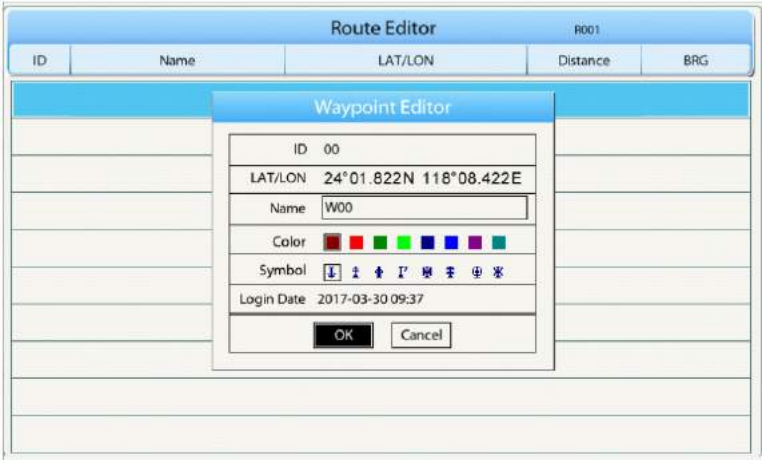 Route Editor R001
ID Name LAT/LON Distance BRG
Waypoint Editor
ID 00
LAT/LON 24°01.822N 118°08.422E
Name W00
Color
Symbol
Login Date 2017-03-30 09:37
OK Cancel